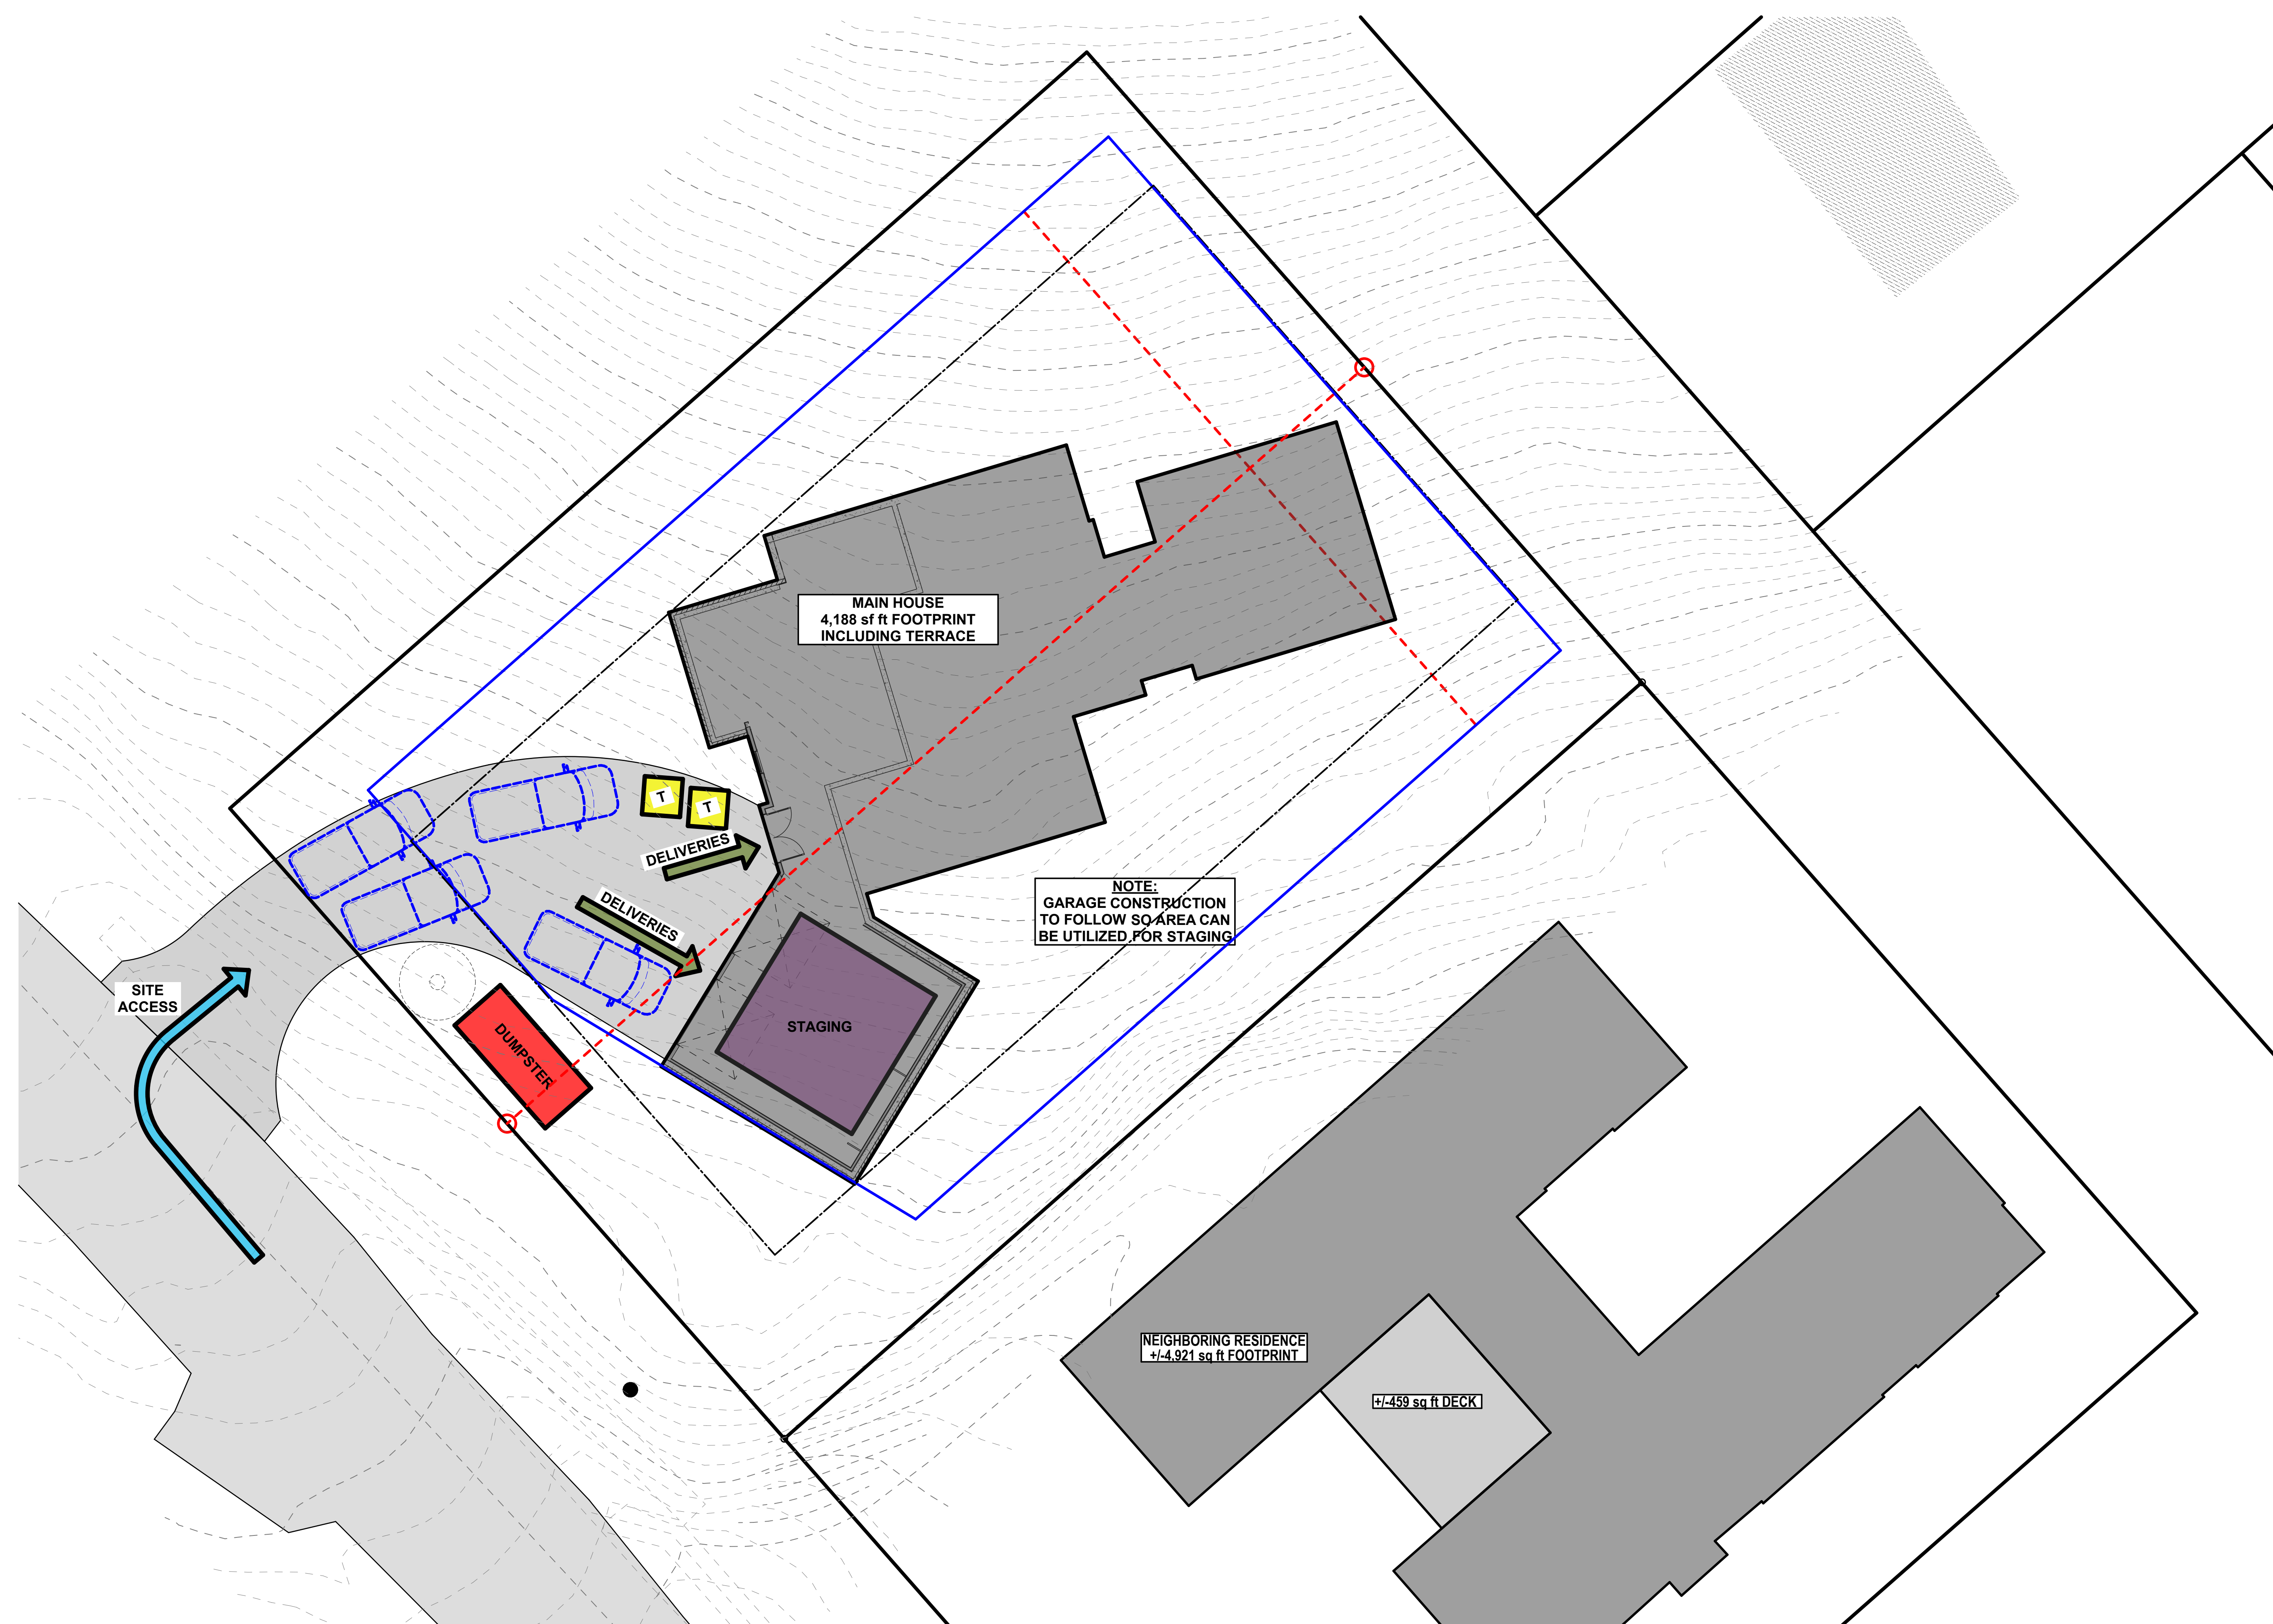 MAIN HOUSE
4,188 sf ft FOOTPRINT
INCLUDING TERRACE
T
T
DELIVERIES
DELIVERIES
NOTE:
GARAGE CONSTRUCTION
TO FOLLOW SO AREA CAN
BE UTILIZED FOR STAGING
SITE
ACCESS
DUMPSTER
STAGING
NEIGHBORING RESIDENCE
+/-4,921 sq ft FOOTPRINT
+/-459 sq ft DECK